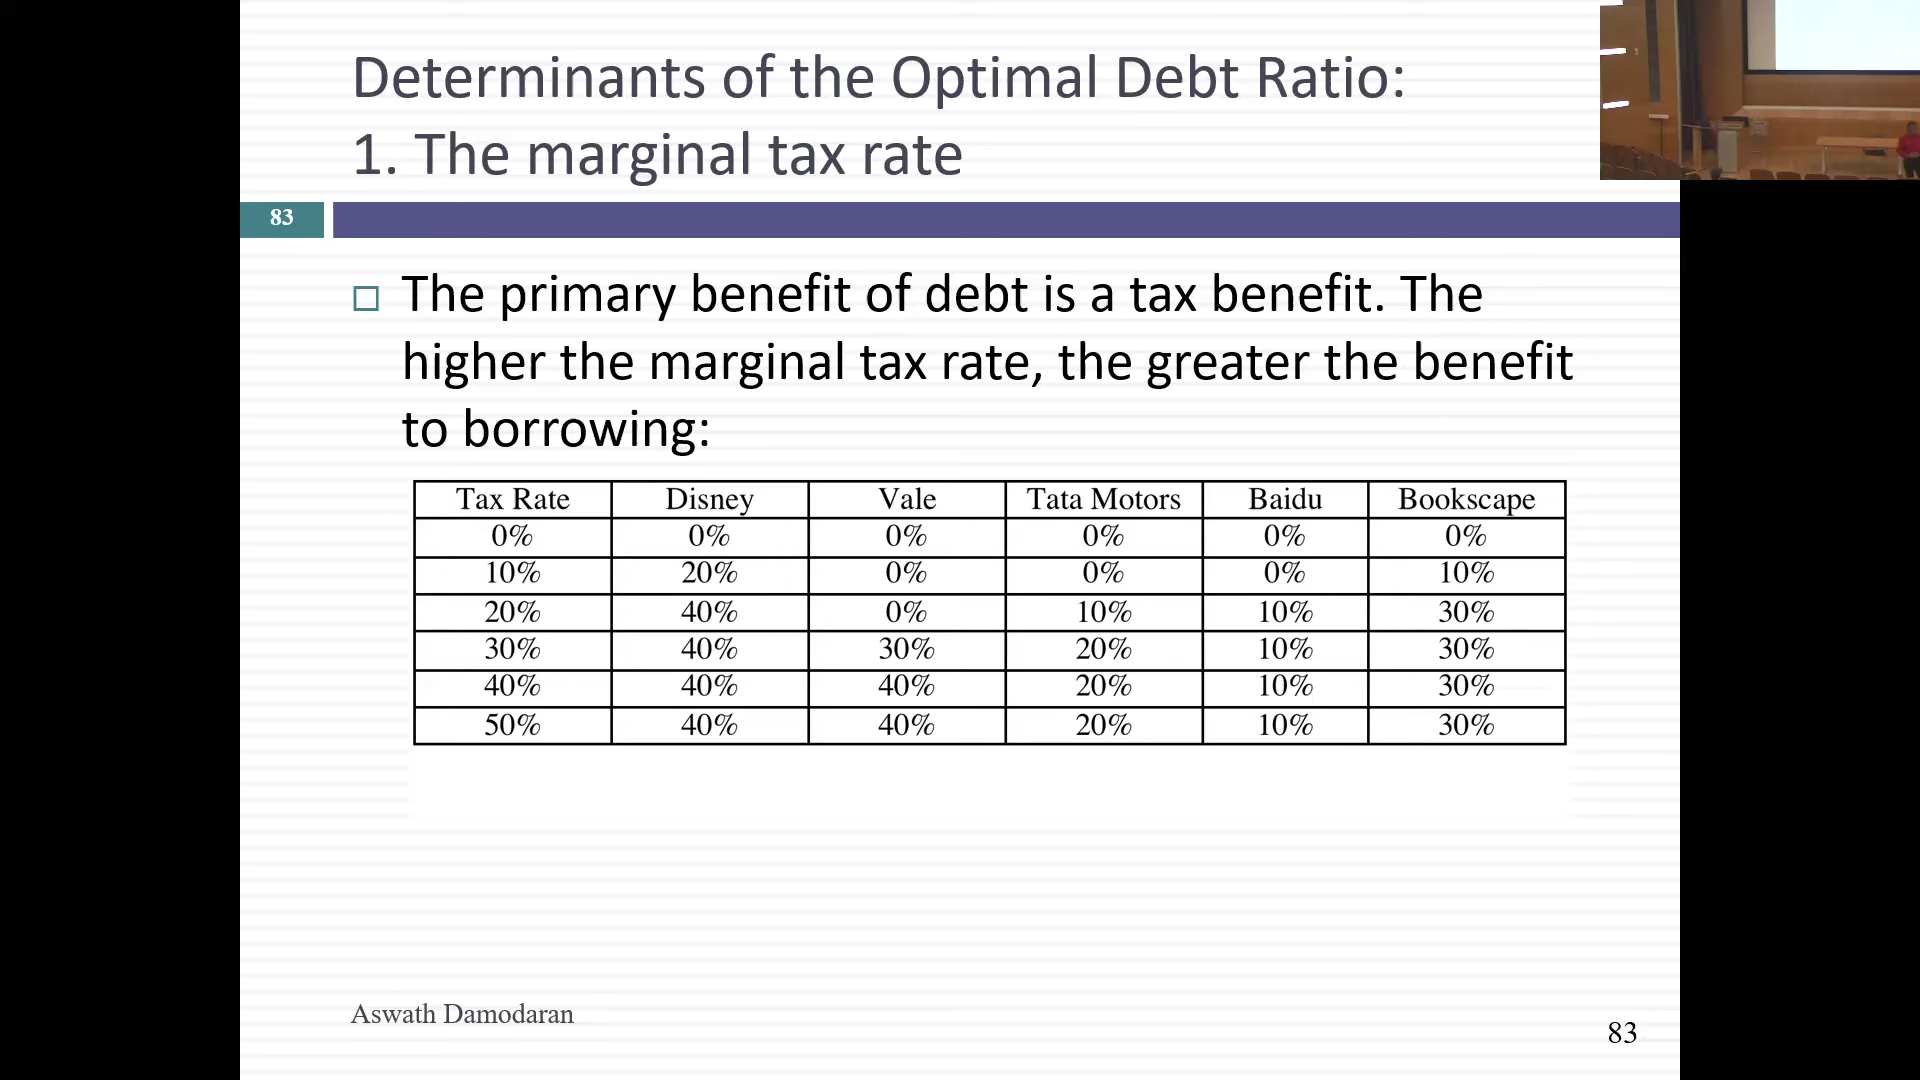 Determinants of the Optimal Debt Ratio:
1. The marginal tax rate
83
The primary benefit of debt is a tax benefit. The
higher the marginal tax rate, the greater the benefit
to borrowing:
Tax Rate Disney Vale Tata Motors Baidu Bookscape
0% 0% 0% 0% 0% 0%
10% 20% 0% 0% 0% 10%
20% 40% 0% 10% 10% 30%
30% 40% 30% 20% 10% 30%
40% 40% 40% 20% 10% 30%
50% 40% 40% 20% 10% 30%
Aswath Damodaran
83